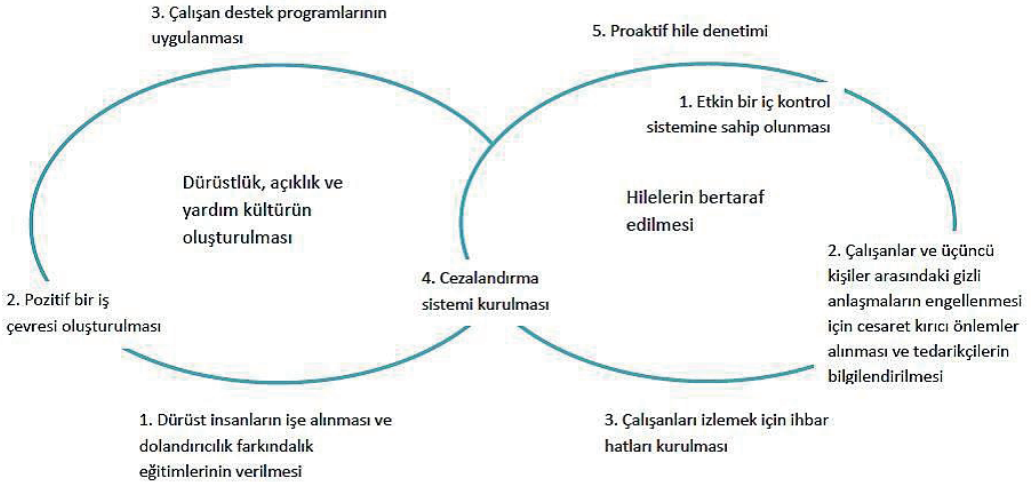 3. Çalışan destek programlarının
uygulanması
5. Proaktif hile denetimi
1. Etkin bir iç kontrol
sistemine sahip olunması
Dürüstlük, açıklık ve
yardım kültürün
oluşturulması
Hilelerin bertaraf
edilmesi
2. Çalışanlar ve üçüncü
kişiler arasındaki gizli
anlaşmaların engellenmesi
için cesaret kırıcı önlemler
alınması ve tedarikçilerin
bilgilendirilmesi
4. Cezalandırma
sistemi kurulması
2. Pozitif bir iş
çevresi oluşturulması
1. Dürüst insanların işe alınması ve
dolandırıcılık farkındalık
eğitimlerinin verilmesi
3. Çalışanları izlemek için ihbar
hatları kurulması